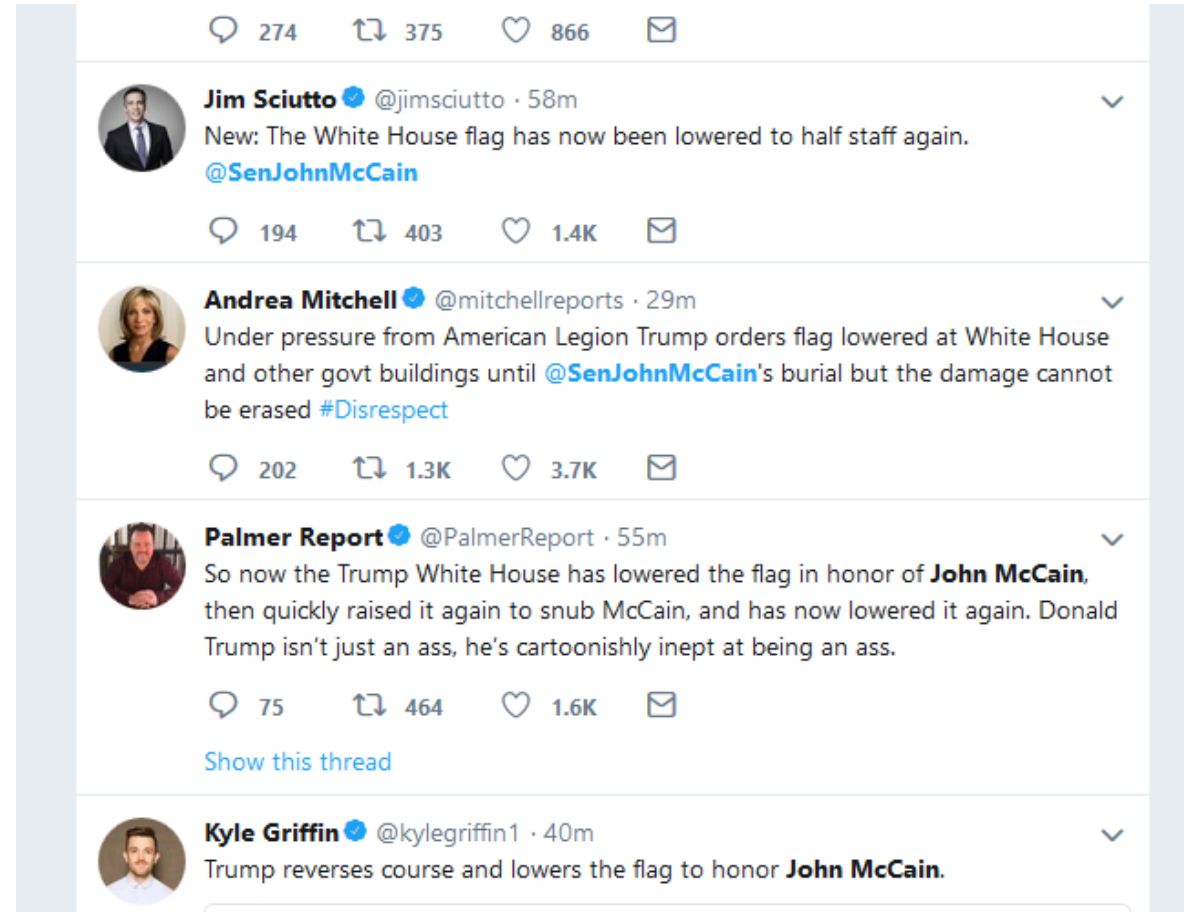 274 375 866
Jim Sciutto @jimsciutto · 58m
New: The White House flag has now been lowered to half staff again.
@SenJohnMcCain
194 403 1.4K
Andrea Mitchell @mitchellreports · 29m
Under pressure from American Legion Trump orders flag lowered at White House
and other govt buildings until @SenJohnMcCain's burial but the damage cannot
be erased #Disrespect
202 1.3K 3.7K
Palmer Report @PalmerReport · 55m
So now the Trump White House has lowered the flag in honor of John McCain,
then quickly raised it again to snub McCain, and has now lowered it again. Donald
Trump isn't just an ass, he's cartoonishly inept at being an ass.
75 464 1.6K
Show this thread
Kyle Griffin @kylegriffin1 · 40m
Trump reverses course and lowers the flag to honor John McCain.